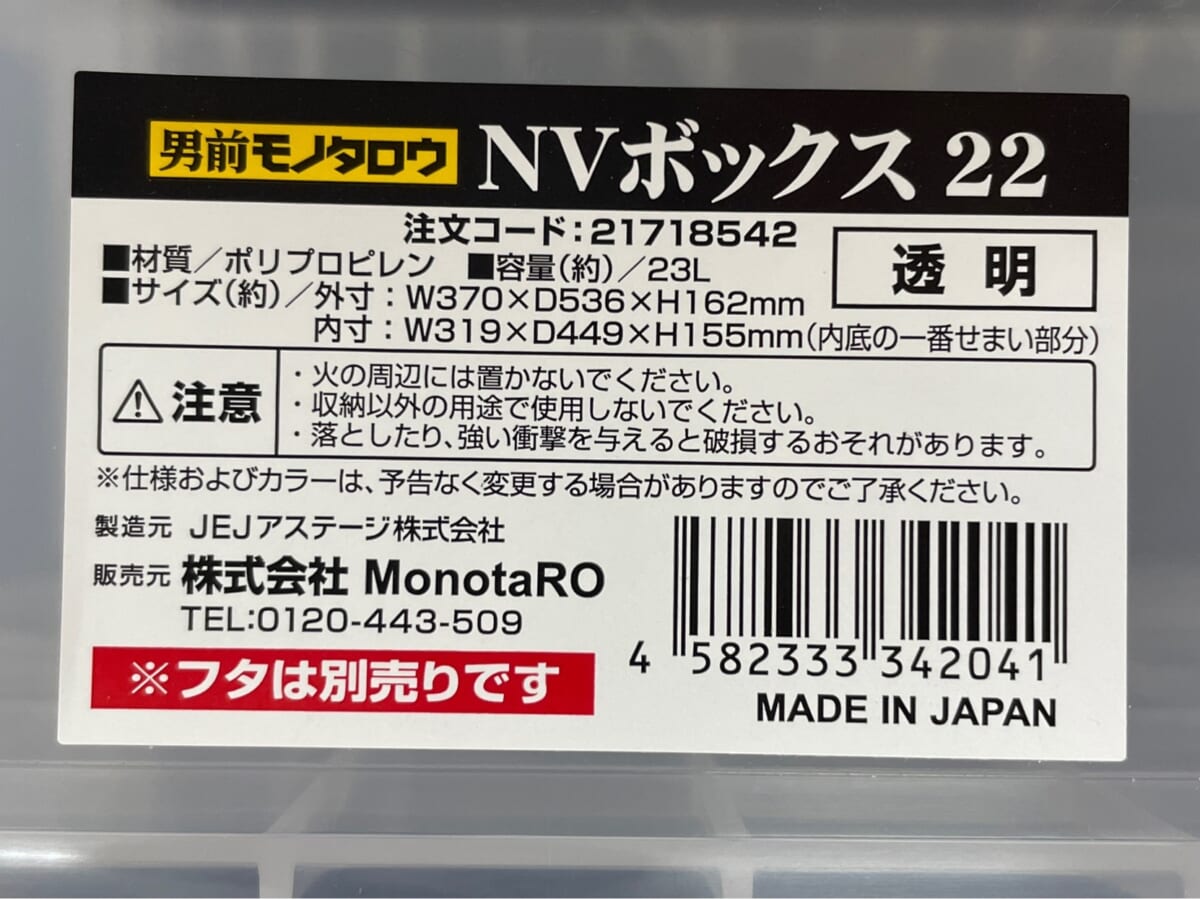 男前モノタロウ NVボックス 22
注文コード:21718542
■材質/ポリプロピレン ■容量(約)/23L
透明
■サイズ(約)/外寸:W370×D536×H162mm
内寸:W319×D449×H155mm(内底の一番せまい部分)
⚠注意
・火の周辺には置かないでください。
・収納以外の用途で使用しないでください。
・落としたり、強い衝撃を与えると破損するおそれがあります。
※仕様およびカラーは、予告なく変更する場合がありますのでご了承ください。
製造元 JEJアステージ株式会社
販売元 株式会社 MonotaRO
TEL:0120-443-509
※フタは別売りです
4 582333 342041
MADE IN JAPAN